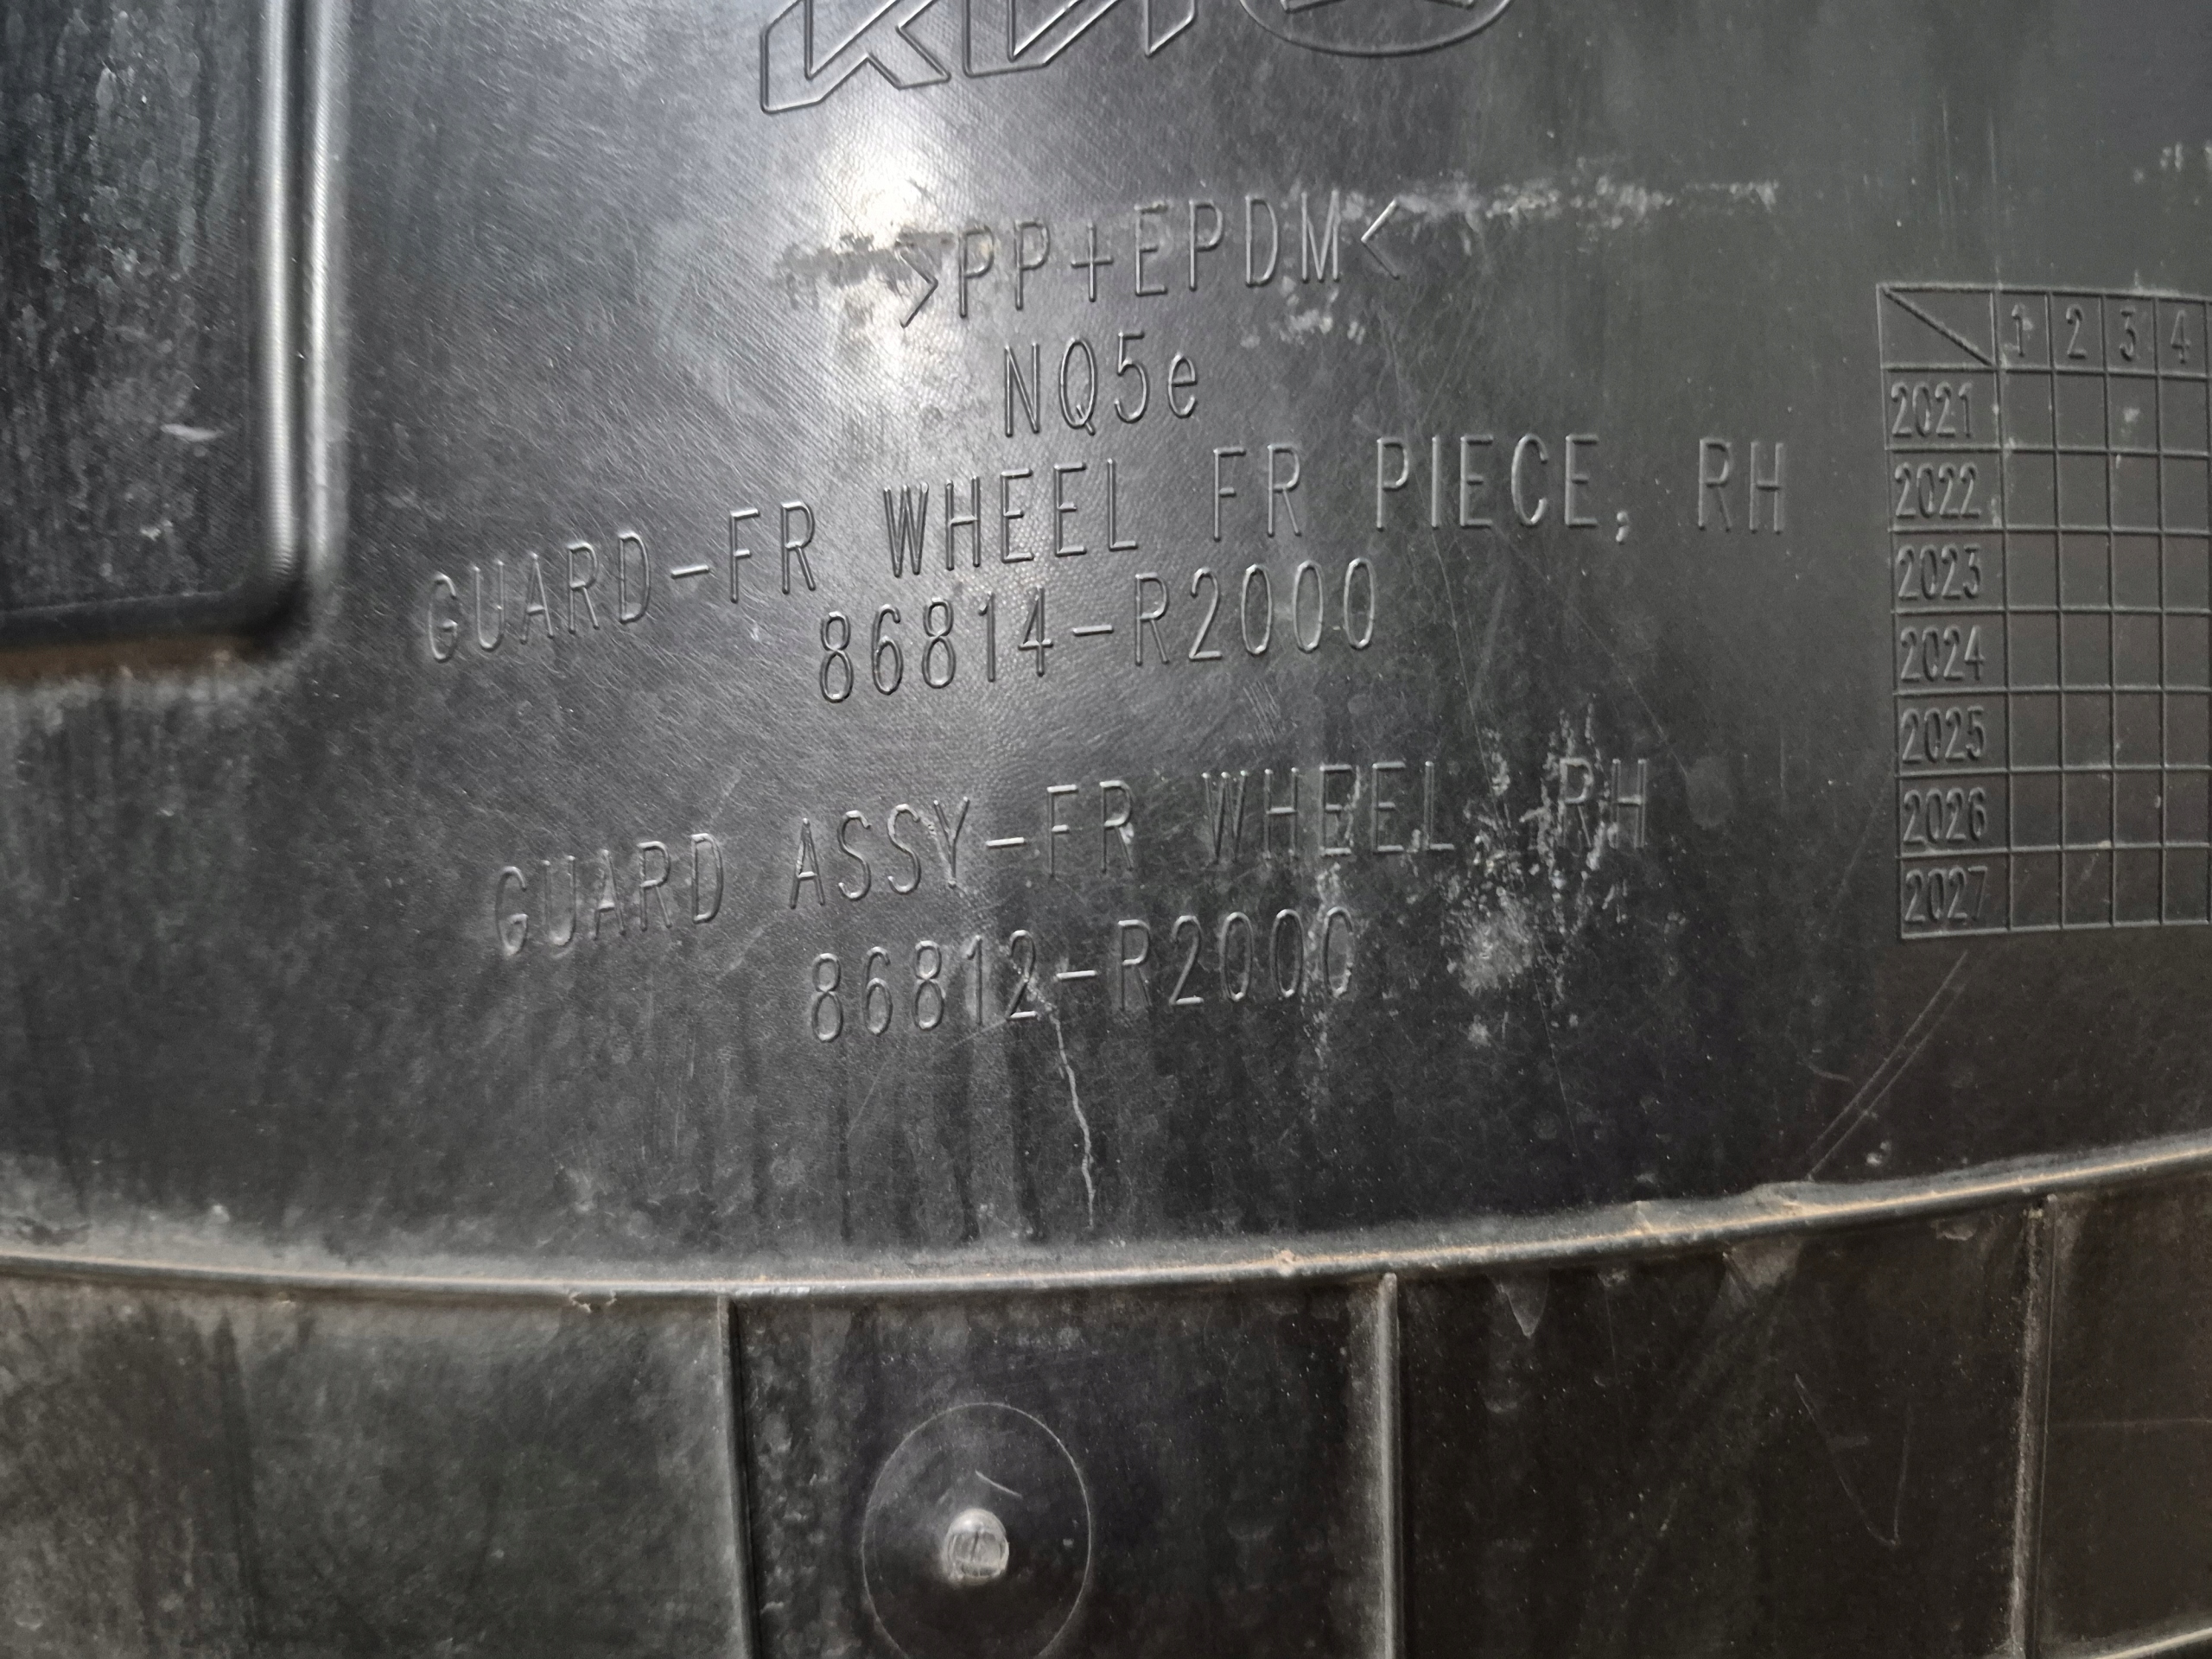 KIA
>PP+EPDM<
NQ5e
GUARD-FR WHEEL FR PIECE, RH
86814-R2000
GUARD ASSY-FR WHEEL, RH
86812-R2000
1 2 3 4
2021
2022
2023
2024
2025
2026
2027